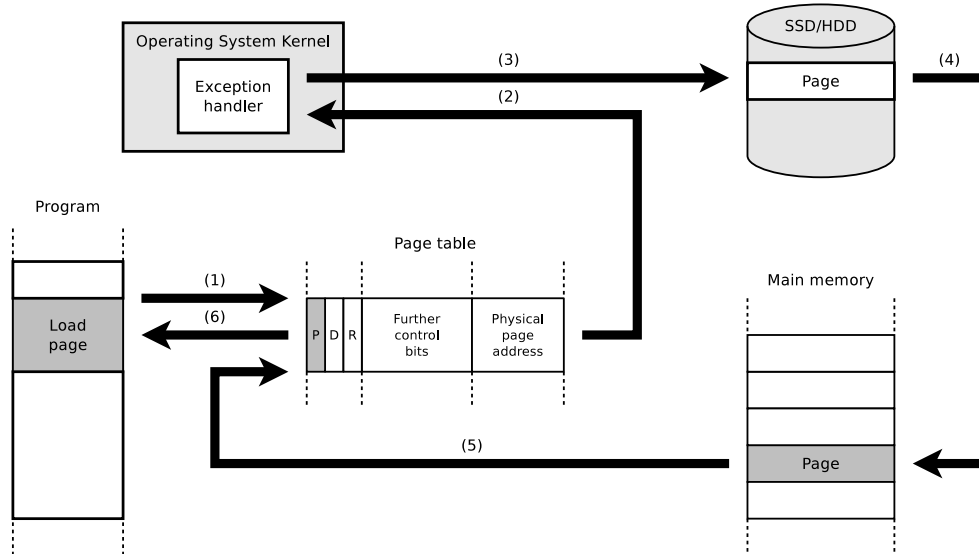 Operating System Kernel
Exception
handler
(3)
(2)
SSD/HDD
Page
(4)
Program
Load
page
(1)
(6)
Page table
P D R
Further
control
bits
Physical
page
address
(5)
Main memory
Page